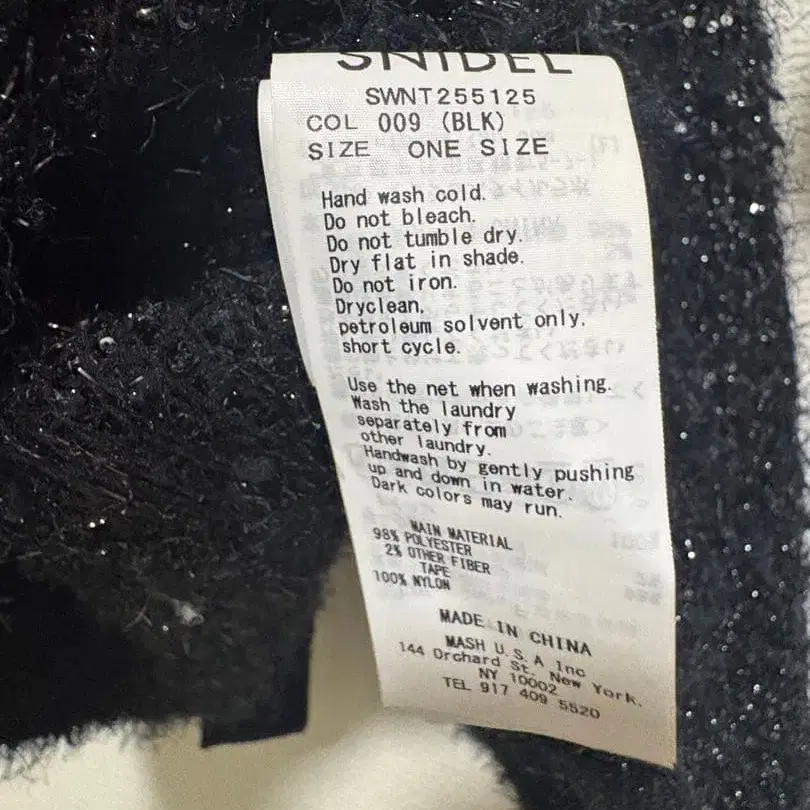 SNIDEL
SWNT255125
COL 009 (BLK)
SIZE ONE SIZE
Hand wash cold.
Do not bleach.
Do not tumble dry.
Dry flat in shade.
Do not iron.
Dryclean.
petroleum solvent only.
short cycle.
Use the net when washing.
Wash the laundry
separately from
other laundry.
Handwash by gently pushing
up and down in water.
Dark colors may run.
MAIN MATERIAL
98% POLYESTER
2% OTHER FIBER
TAPE
100% NYLON
MADE IN CHINA
MASH U.S.A Inc
144 Orchard St. New York.
NY 10002
TEL 917 409 5520